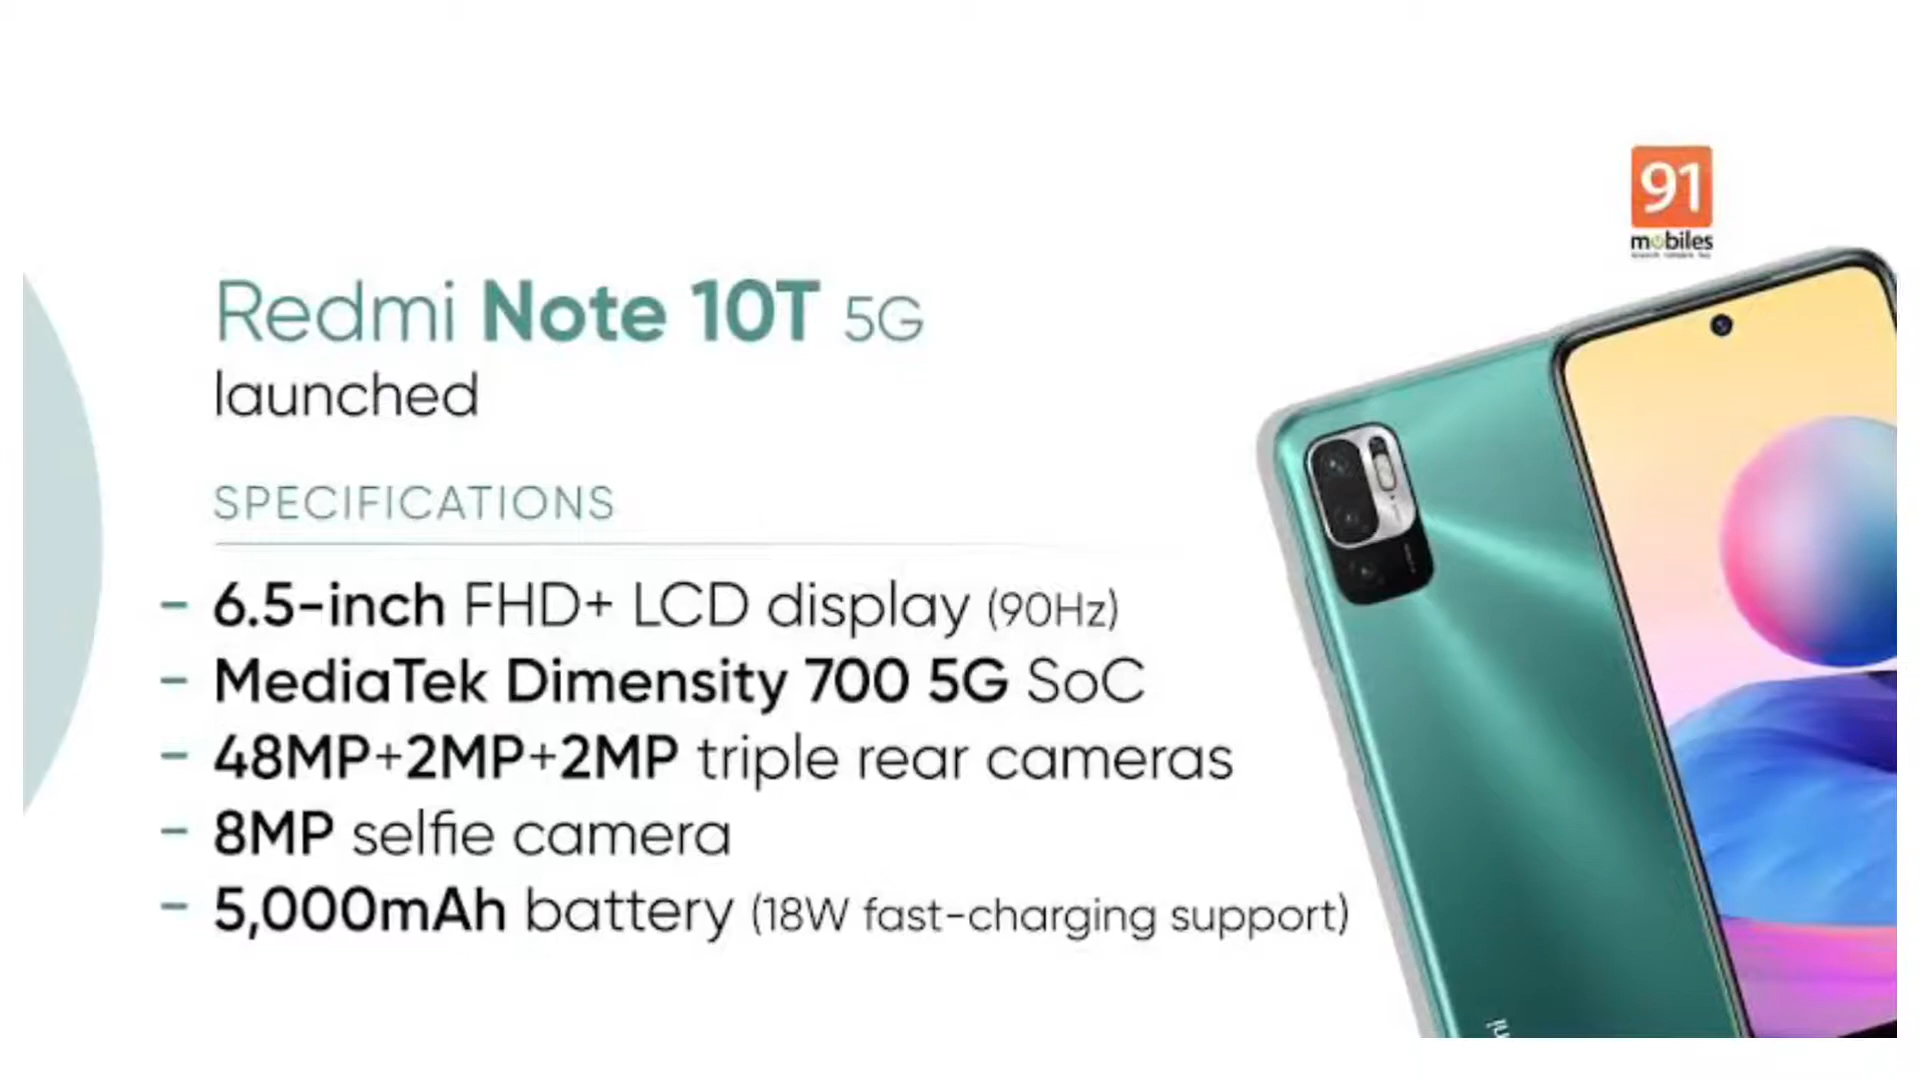 91
mobiles
Redmi Note 10T 5G
launched
SPECIFICATIONS
- 6.5-inch FHD+ LCD display (90Hz)
- MediaTek Dimensity 700 5G SoC
- 48MP+2MP+2MP triple rear cameras
- 8MP selfie camera
- 5,000mAh battery (18W fast-charging support)